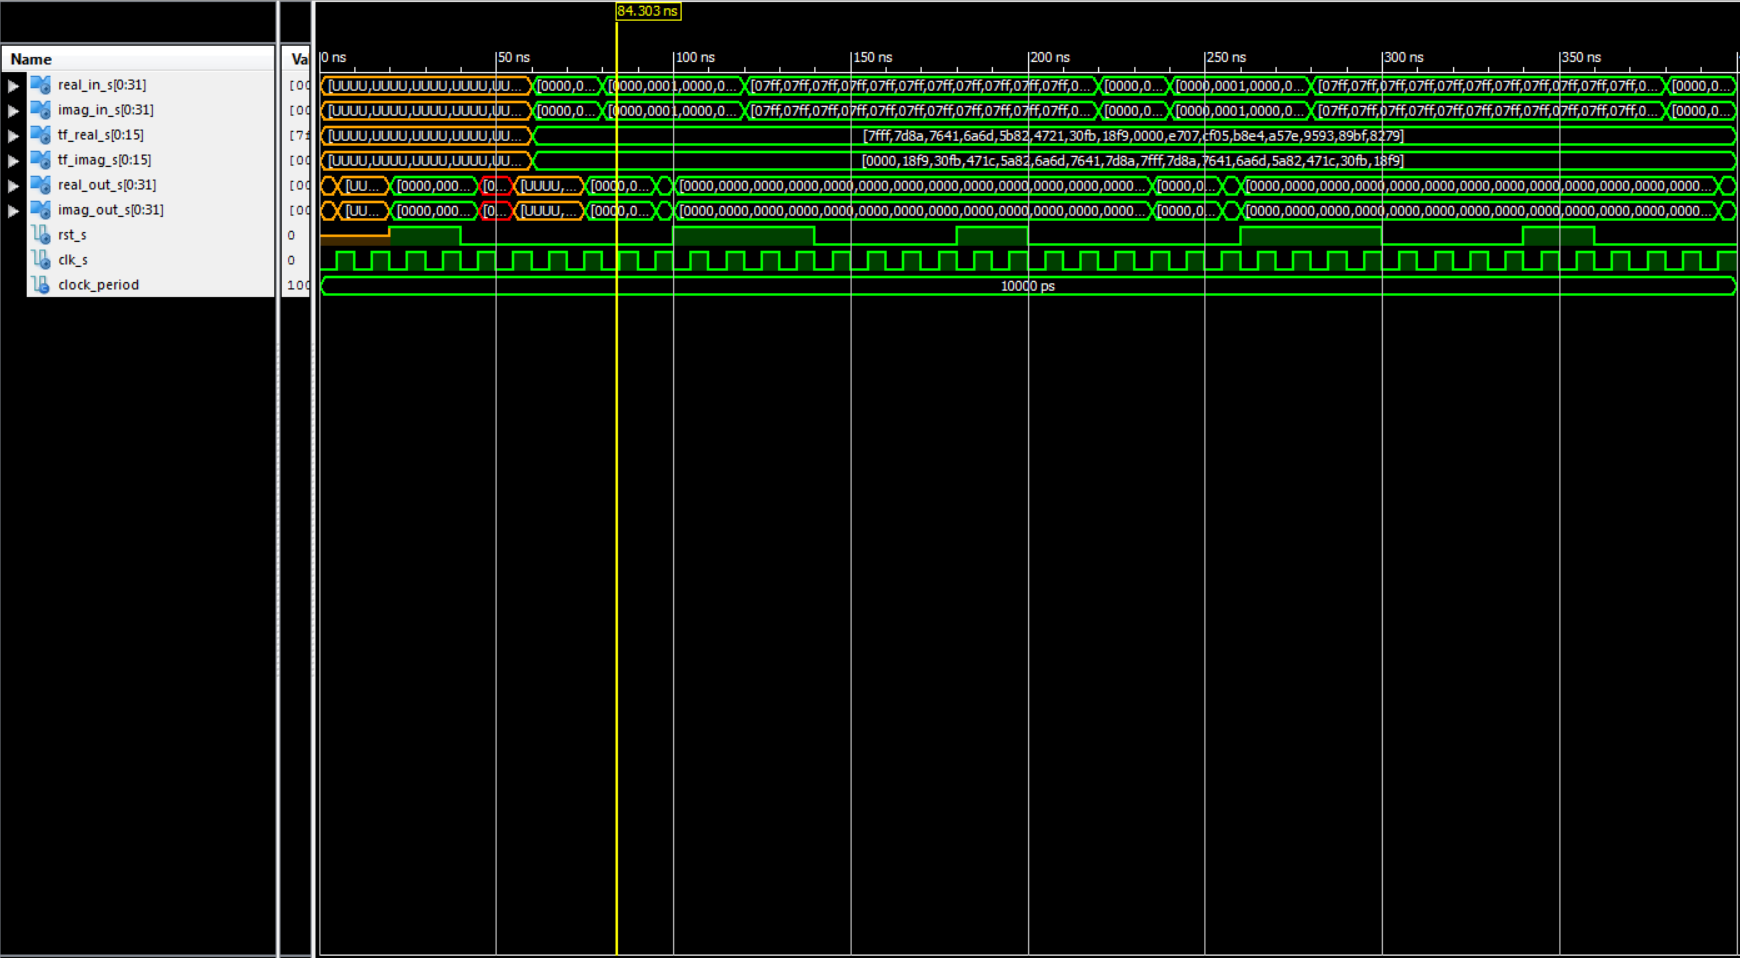 84.303 ns
Name Va 0 ns 50 ns 100 ns 150 ns 200 ns 250 ns 300 ns 350 ns
real_in_s[0:31] [00 [UUUU,UUUU,UUUU,UUUU,UU... [0000,0... [0000,0001,0000,0... [07ff,07ff,07ff,07ff,07ff,07ff,07ff,07ff,07ff,07ff,07ff,0... [0000,0... [0000,0001,0000,0... [07ff,07ff,07ff,07ff,07ff,07ff,07ff,07ff,07ff,07ff,07ff,0... [0000,0...
imag_in_s[0:31] [00 [UUUU,UUUU,UUUU,UUUU,UU... [0000,0... [0000,0001,0000,0... [07ff,07ff,07ff,07ff,07ff,07ff,07ff,07ff,07ff,07ff,07ff,0... [0000,0... [0000,0001,0000,0... [07ff,07ff,07ff,07ff,07ff,07ff,07ff,07ff,07ff,07ff,07ff,0... [0000,0...
tf_real_s[0:15] [7f [UUUU,UUUU,UUUU,UUUU,UU... [7fff,7d8a,7641,6a6d,5b82,4721,30fb,18f9,0000,e707,cf05,b8e4,a57e,9593,89bf,8279]
tf_imag_s[0:15] [00 [UUUU,UUUU,UUUU,UUUU,UU... [0000,18f9,30fb,471c,5a82,6a6d,7641,7d8a,7fff,7d8a,7641,6a6d,5a82,471c,30fb,18f9]
real_out_s[0:31] [00 [UU... [0000,000... [0... [UUUU,... [0000,0... [0000,0000,0000,0000,0000,0000,0000,0000,0000,0000,0000,0000,0000... [0000,0... [0000,0000,0000,0000,0000,0000,0000,0000,0000,0000,0000,0000,0000...
imag_out_s[0:31] [00 [UU... [0000,000... [0... [UUUU,... [0000,0... [0000,0000,0000,0000,0000,0000,0000,0000,0000,0000,0000,0000,0000... [0000,0... [0000,0000,0000,0000,0000,0000,0000,0000,0000,0000,0000,0000,0000...
rst_s 0
clk_s 0
clock_period 100 10000 ps